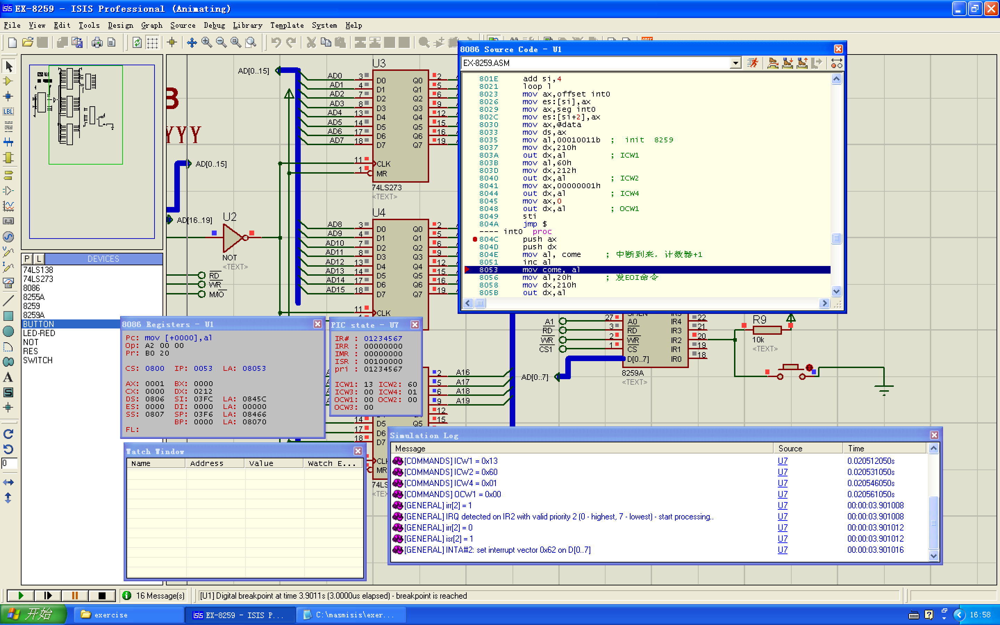 EX-8259 - ISIS Professional (Animating)
File View Edit Tools Design Graph Source Debug Library Template System Help
8086 Source Code - U1
EX-8259.ASM
801E add si,4
8021 loop l
8023 mov ax,offset int0
8026 mov es:[si],ax
8029 mov ax,seg int0
802C mov es:[si+2],ax
8030 mov ax,@data
8033 mov ds,ax
8035 mov al,00010011b ; init 8259
8037 mov dx,210h
803A out dx,al ; ICW1
803B mov al,60h
803D mov dx,212h
8040 out dx,al ; ICW2
8041 mov ax,00000001h
8044 out dx,al ; ICW4
8045 mov ax,0
8048 out dx,al ; OCW1
8049 sti
804A jmp $
---- int0 proc
804C push ax
804D push dx
804E mov al, come ; 中断到来，计数器+1
8051 inc al
8053 mov come, al
8056 mov al,20h ; 发EOI命令
8058 mov dx,210h
805B out dx,al
B
YYY
AD[0..15]
AD[0..15]
AD[16..19]
U2
NOT
<TEXT>
RD
WR
M/IO
U3
AD0 3 D0 Q0 2
AD1 4 D1 Q1 5
AD2 7 D2 Q2 6
AD3 8 D3 Q3 9
AD4 13 D4 Q4 12
AD5 14 D5 Q5 15
AD6 17 D6 Q6 16
AD7 18 D7 Q7 19
11 CLK
1 MR
74LS273
<TEXT>
U4
AD8 3 D0 Q0 2
AD9 4 D1 Q1 5
AD10 7 D2 Q2 6
AD11 8 D3 Q3 9
AD12 13 D4 Q4 12
AD13 14 D5 Q5 15
AD14 17 D6 Q6 16
AD15 18 D7 Q7 19
11 CLK
P L DEVICES
74LS138
74LS273
8086
8255A
8259
8259A
BUTTON
LED-RED
NOT
RES
SWITCH
LBL
0
8086 Registers - U1
Pc: mov [+0000],al
Op: A2 00 00
Pr: B0 20
CS: 0800 IP: 0053 LA: 08053
AX: 0001 BX: 0000
CX: 0000 DX: 0212
DS: 0806 SI: 03FC LA: 0845C
ES: 0000 DI: 0000 LA: 00000
SS: 0807 SP: 03F6 LA: 08466
BP: 0000 LA: 08070
FL:
PIC state - U7
IR# : 01234567
IRR : 00000000
IMR : 00000000
ISR : 00100000
pri : 01234567
ICW1: 13 ICW2: 60
ICW3: 00 ICW4: 01
OCW1: 00 OCW2: 00
OCW3: 00
2 A16
5 A17
6 A18
9 A19
12
14 D5 Q5 15
17 D6
18 D7
MR
A1 27 A0 IR4 22
RD 3 RD IR3 21
WR 2 WR IR2 20
CS1 1 CS IR1 19
D[0..7] IR0 18
AD[0..7]
8259A
<TEXT>
R9
10k
<TEXT>
Watch Window
Name Address Value Watch E...
Simulation Log
Message Source Time
[COMMANDS] ICW1 = 0x13 U7 0.020512050s
[COMMANDS] ICW2 = 0x60 U7 0.020531050s
[COMMANDS] ICW4 = 0x01 U7 0.020546050s
[COMMANDS] OCW1 = 0x00 U7 0.020561050s
[GENERAL] irr[2] = 1 U7 00:00:03.901008
[GENERAL] IRQ detected on IR2 with valid priority 2 (0 - highest, 7 - lowest) - start processing.. U7 00:00:03.901008
[GENERAL] irr[2] = 0 U7 00:00:03.901012
[GENERAL] isr[2] = 1 U7 00:00:03.901012
[GENERAL] INTA#2: set interrupt vector 0x62 on D[0..7] U7 00:00:03.901016
16 Message(s) [U1] Digital breakpoint at time 3.9011s (3.0000us elapsed) - breakpoint is reached
开始 exercise EX-8259 - ISIS P... C:\masmisis\exer... 16:58